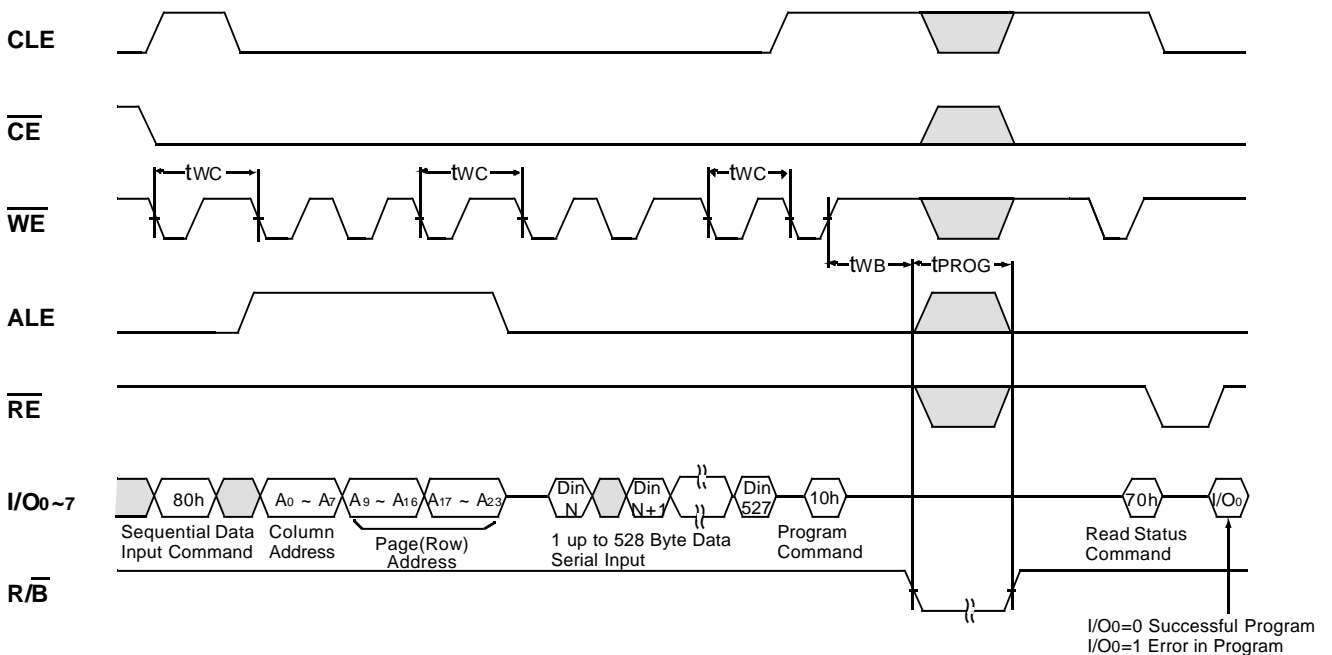 CLE
CE
tWC
tWC
tWC
WE
tWB
tPROG
ALE
RE
I/O0~7
80h
A0 ~ A7
A9 ~ A16
A17 ~ A23
Din
N
Din
N+1
Din
527
10h
70h
I/O0
Sequential Data
Input Command
Column
Address
Page(Row)
Address
1 up to 528 Byte Data
Serial Input
Program
Command
Read Status
Command
R/B
I/O0=0 Successful Program
I/O0=1 Error in Program